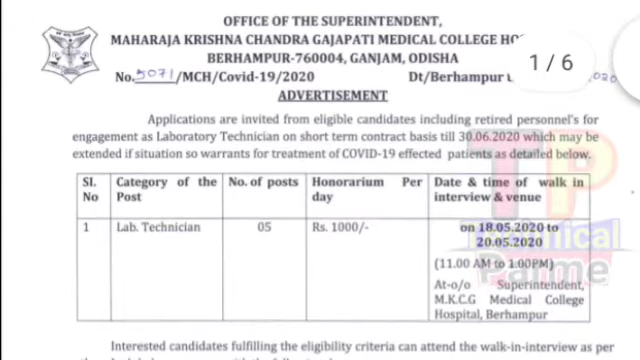 OFFICE OF THE SUPERINTENDENT,
MAHARAJA KRISHNA CHANDRA GAJAPATI MEDICAL COLLEGE
BERHAMPUR-760004, GANJAM, ODISHA
1 / 6
No. 5071/MCH/Covid-19/2020 Dt/Berhampur
ADVERTISEMENT
Applications are invited from eligible candidates including retired personnel's for
engagement as Laboratory Technician on short term contract basis till 30.06.2020 which may be
extended if situation so warrants for treatment of COVID-19 effected patients as detailed below.
Sl. Category of the No. of posts Honorarium Per Date & time of walk in
No Post day interview & venue
1 Lab. Technician 05 Rs. 1000/- on 18.05.2020 to
20.05.2020
(11.00 AM to 1.00PM)
At-o/o Superintendent,
M.K.C.G Medical College
Hospital, Berhampur
TP
Technical
Parme
Interested candidates fulfilling the eligibility criteria can attend the walk-in-interview as per